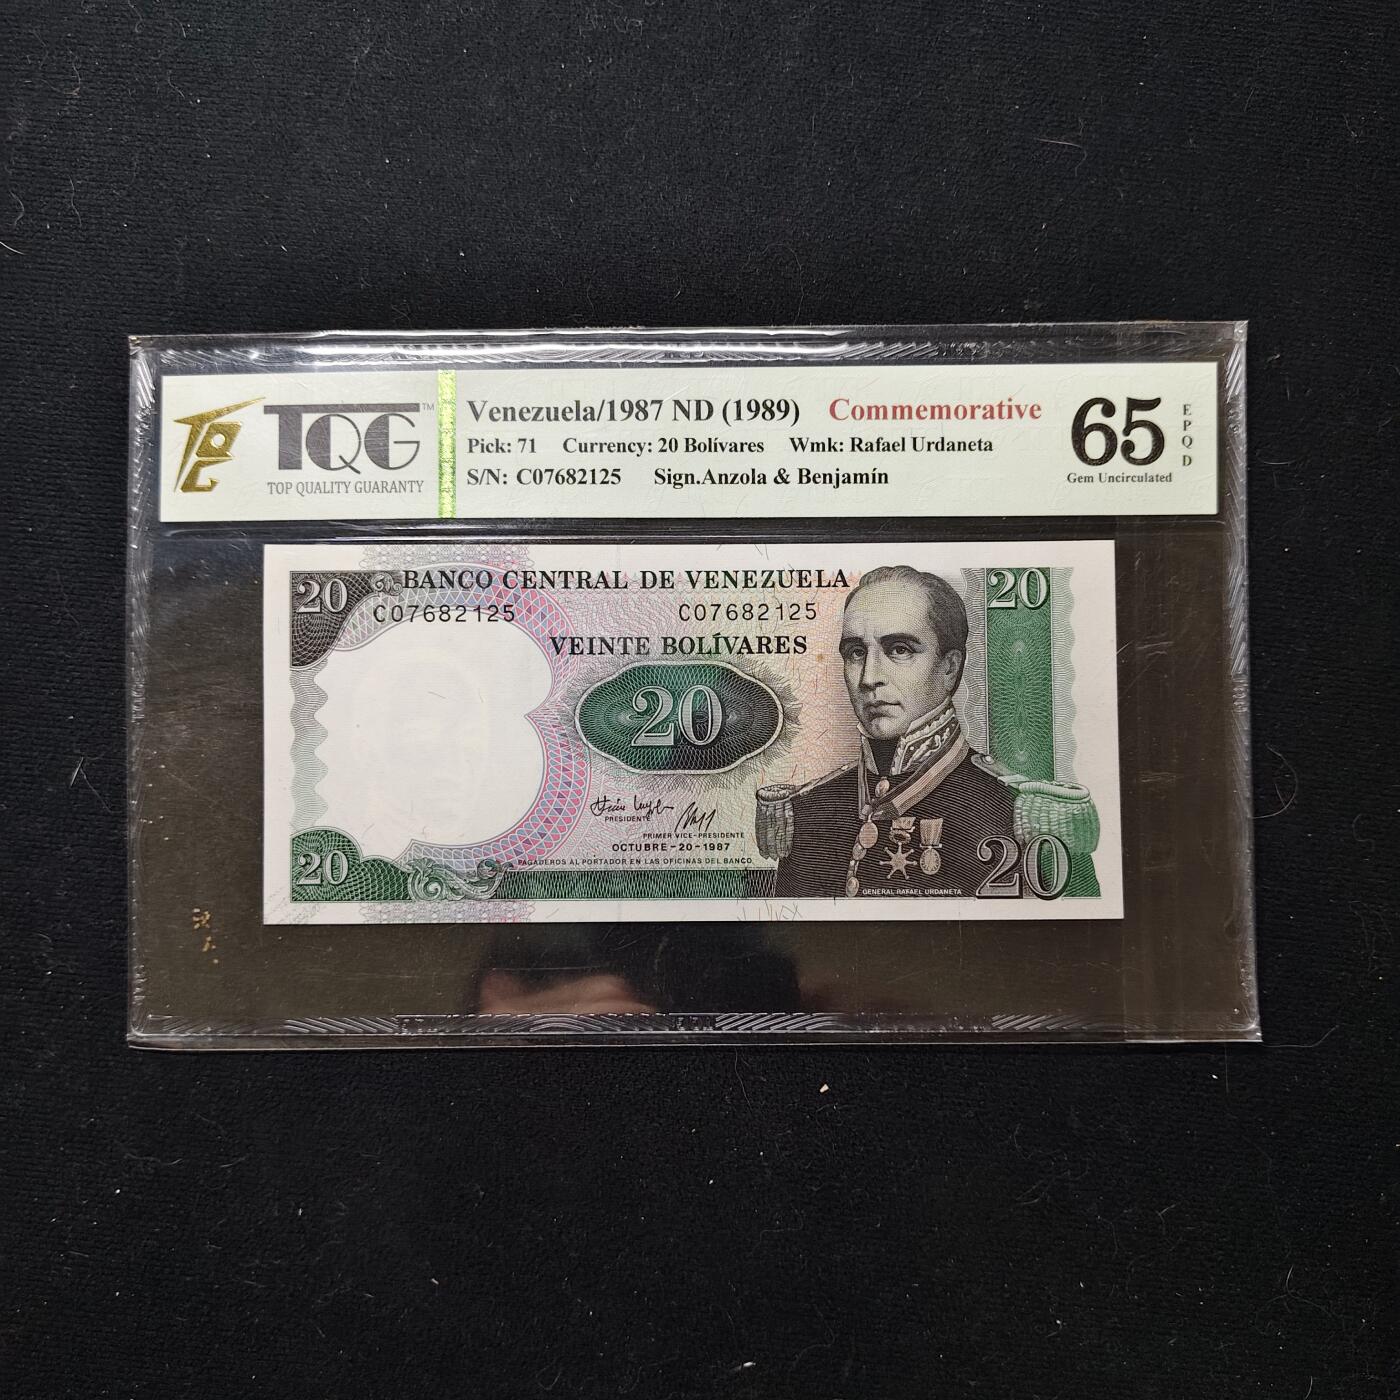 TQG™
TOP QUALITY GUARANTY
Venezuela/1987 ND (1989) Commemorative
Pick: 71 Currency: 20 Bolívares Wmk: Rafael Urdaneta
S/N: C07682125 Sign.Anzola & Benjamín
65
EPQD
Gem Uncirculated
20 BANCO CENTRAL DE VENEZUELA 20
C07682125 C07682125
VEINTE BOLÍVARES
20
PRESIDENTE
PRIMER VICE-PRESIDENTE
OCTUBRE-20-1987
PAGADEROS AL PORTADOR EN LAS OFICINAS DEL BANCO
20
GENERAL RAFAEL URDANETA
20